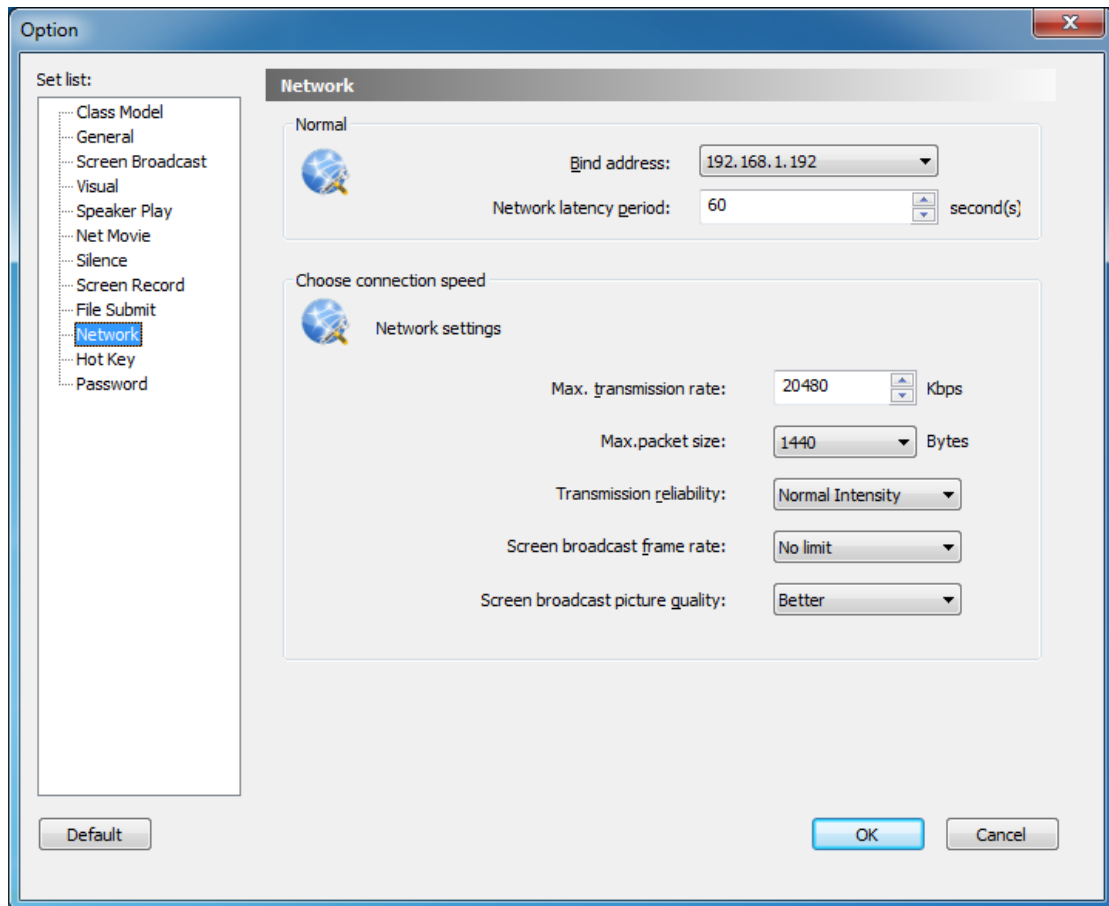 Option
X
Set list:
Class Model
General
Screen Broadcast
Visual
Speaker Play
Net Movie
Silence
Screen Record
File Submit
Network
Hot Key
Password
Network
Normal
Bind address: 192.168.1.192
Network latency period: 60 second(s)
Choose connection speed
Network settings
Max. transmission rate: 20480 Kbps
Max.packet size: 1440 Bytes
Transmission reliability: Normal Intensity
Screen broadcast frame rate: No limit
Screen broadcast picture quality: Better
Default OK Cancel